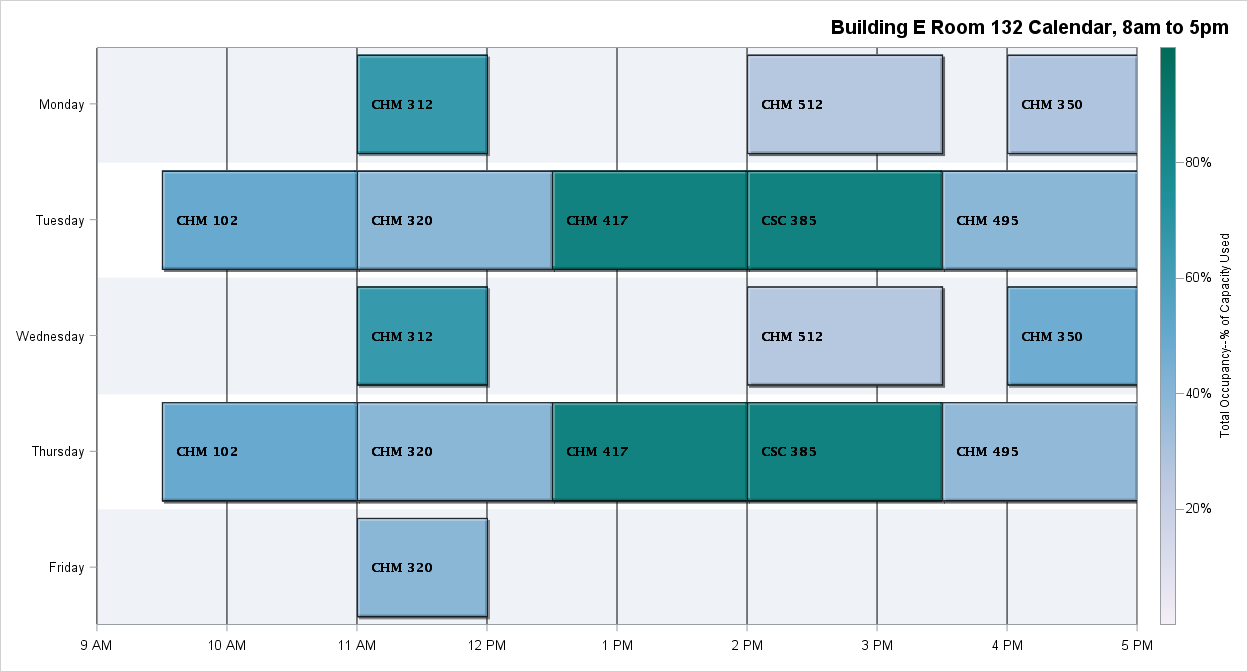 Building E Room 132 Calendar, 8am to 5pm
Monday
CHM 312
CHM 512
CHM 350
Tuesday
CHM 102
CHM 320
CHM 417
CSC 385
CHM 495
Wednesday
CHM 312
CHM 512
CHM 350
Thursday
CHM 102
CHM 320
CHM 417
CSC 385
CHM 495
Friday
CHM 320
9 AM
10 AM
11 AM
12 PM
1 PM
2 PM
3 PM
4 PM
5 PM
80%
60%
40%
20%
Total Occupancy--% of Capacity Used